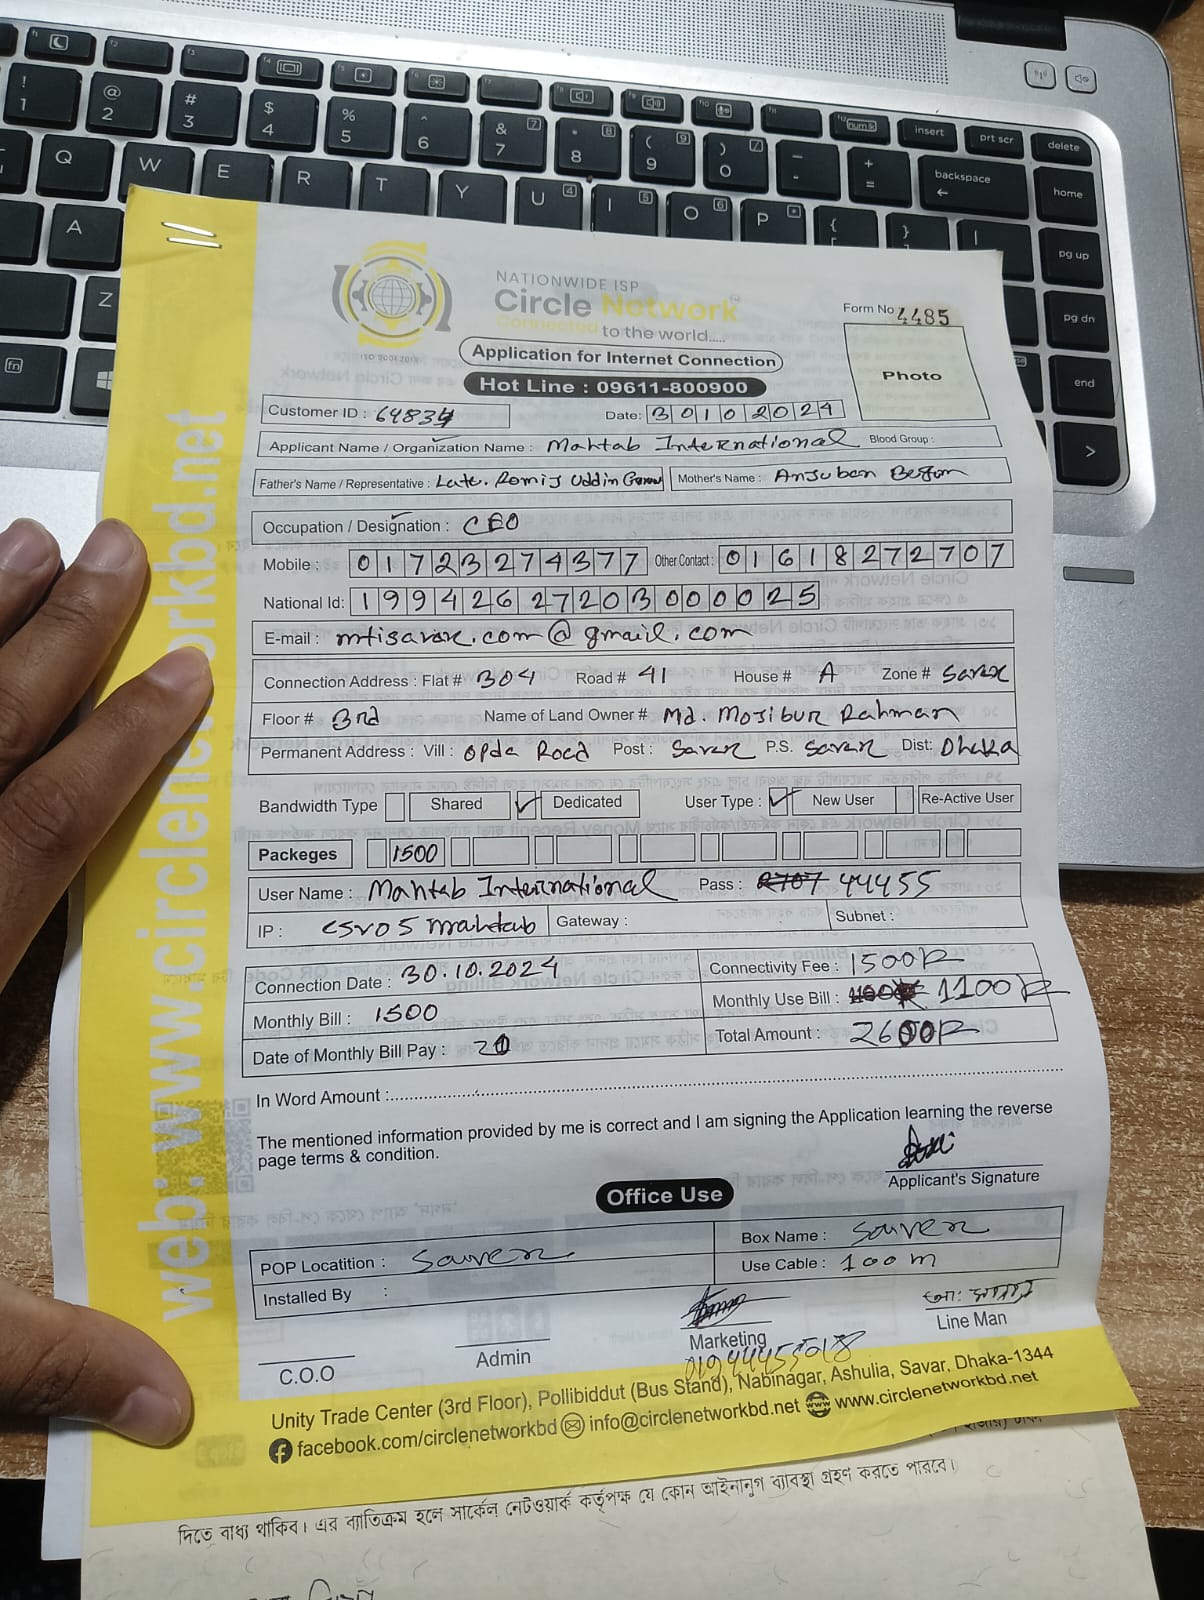 NATIONWIDE ISP
Circle Network™
Connected to the world.....
ISO 9001:2015
Form No 4485
Application for Internet Connection
Hot Line : 09611-800900
Photo
Customer ID : 64834 Date: 30102024
Applicant Name / Organization Name : Mahtab International Blood Group :
Father's Name / Representative : Late. Romij Uddin Mother's Name : Anjuban Begom
Occupation / Designation : CEO
Mobile : 01723274377 Other Contact : 01618272707
National Id: 19942627203000025
E-mail : mtisavar.com@gmail.com
Connection Address : Flat # 304 Road # 41 House # A Zone # Savar
Floor # 3rd Name of Land Owner # Md. Mojibur Rahman
Permanent Address : Vill : Opda Road Post : Savar P.S. Savar Dist: Dhaka
Bandwidth Type Shared Dedicated User Type : New User Re-Active User
Packeges 1500
User Name : Mahtab International Pass : 44455
IP : csr05mahtab Gateway : Subnet :
Connection Date : 30.10.2024 Connectivity Fee : 1500
Monthly Bill : 1500 Monthly Use Bill : 1100
Date of Monthly Bill Pay : Total Amount : 2600
In Word Amount :
The mentioned information provided by me is correct and I am signing the Application learning the reverse
page terms & condition.
Applicant's Signature
Office Use
POP Locatition : Saver Box Name : Saver
Installed By : Use Cable : 100 m
C.O.O Admin Marketing Line Man
01944455018
Unity Trade Center (3rd Floor), Pollibiddut (Bus Stand), Nabinagar, Ashulia, Savar, Dhaka-1344
facebook.com/circlenetworkbd info@circlenetworkbd.net www.circlenetworkbd.net
web: www.circlenetworkbd.net
দিতে বাধ্য থাকিব। এর ব্যাতিক্রম হলে সার্কেল নেটওয়ার্ক কর্তৃপক্ষ যে কোন আইনানুগ ব্যাবস্থা গ্রহণ করতে পারবে।